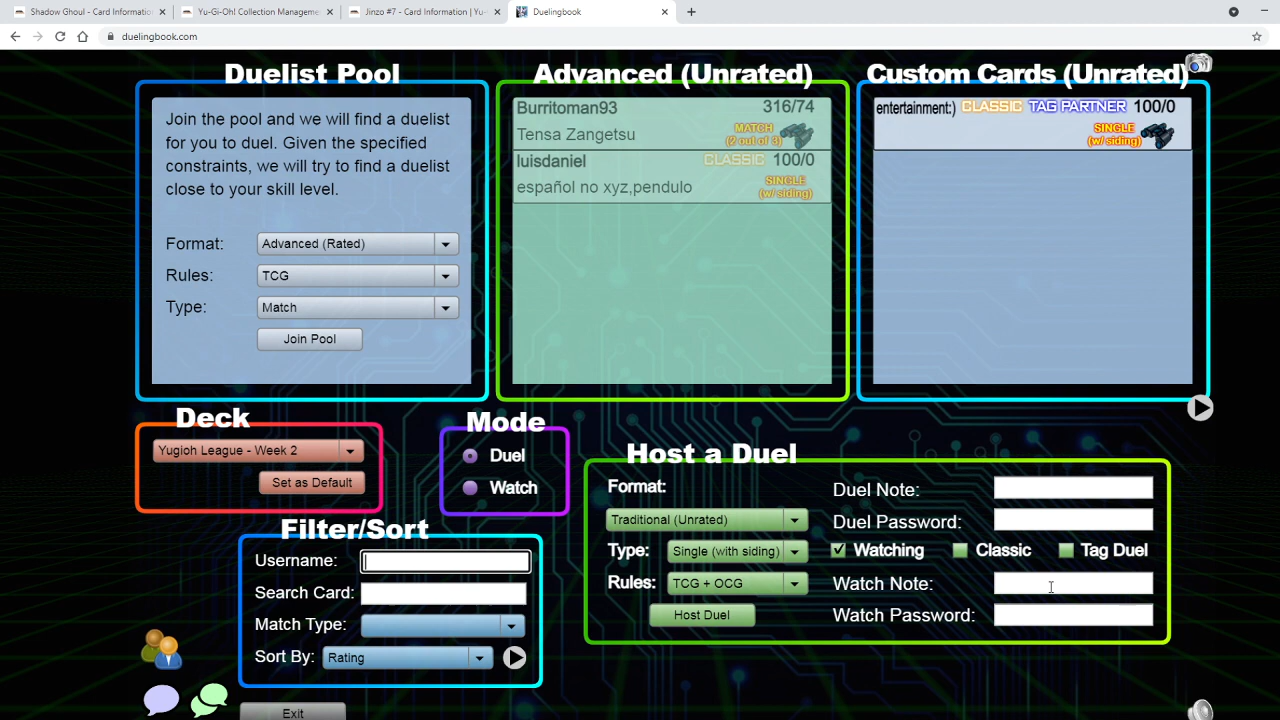 Shadow Ghoul - Card Informatio
Yu-Gi-Oh! Collection Manageme
Jinzo #7 - Card Information | Yu-
Duelingbook
duelingbook.com
Duelist Pool
Join the pool and we will find a duelist
for you to duel. Given the specified
constraints, we will try to find a duelist
close to your skill level.
Format: Advanced (Rated)
Rules: TCG
Type: Match
Join Pool
Advanced (Unrated)
Burritoman93 316/74
Tensa Zangetsu MATCH
(2 out of 3)
luisdaniel CLASSIC 100/0
español no xyz,pendulo SINGLE
(w/ siding)
Custom Cards (Unrated)
entertainment:) CLASSIC TAG PARTNER 100/0
SINGLE
(w/ siding)
Deck
Yugioh League - Week 2
Set as Default
Mode
Duel
Watch
Filter/Sort
Username:
Search Card:
Match Type:
Sort By: Rating
Host a Duel
Format:
Traditional (Unrated)
Type: Single (with siding)
Rules: TCG + OCG
Host Duel
Duel Note:
Duel Password:
Watching Classic Tag Duel
Watch Note:
Watch Password:
Exit